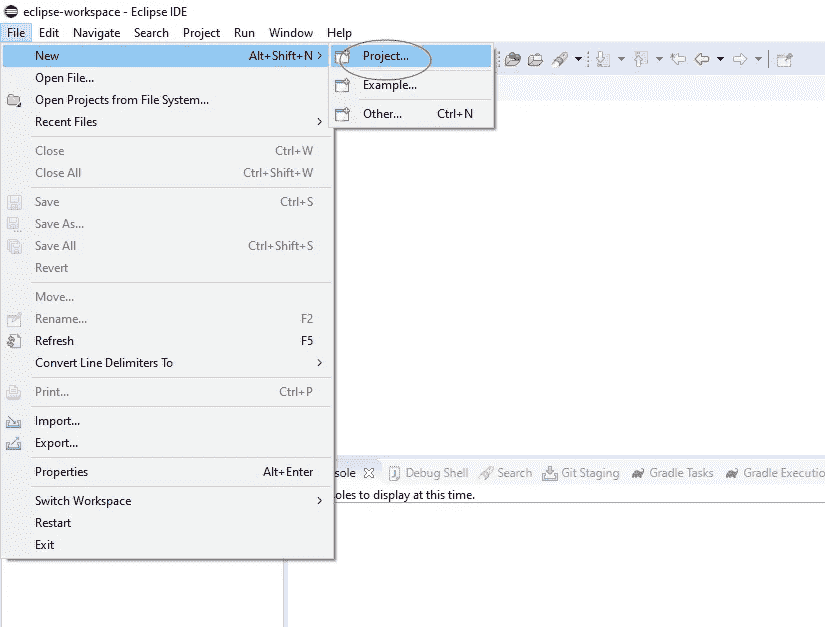 eclipse-workspace - Eclipse IDE
File Edit Navigate Search Project Run Window Help
New Alt+Shift+N
Project...
Open File...
Example...
Open Projects from File System...
Other... Ctrl+N
Recent Files
Close Ctrl+W
Close All Ctrl+Shift+W
Save Ctrl+S
Save As...
Save All Ctrl+Shift+S
Revert
Move...
Rename... F2
Refresh F5
Convert Line Delimiters To
Print... Ctrl+P
Import...
Export...
Properties Alt+Enter
Switch Workspace
Restart
Exit
sole Debug Shell Search Git Staging Gradle Tasks Gradle Executio
oles to display at this time.